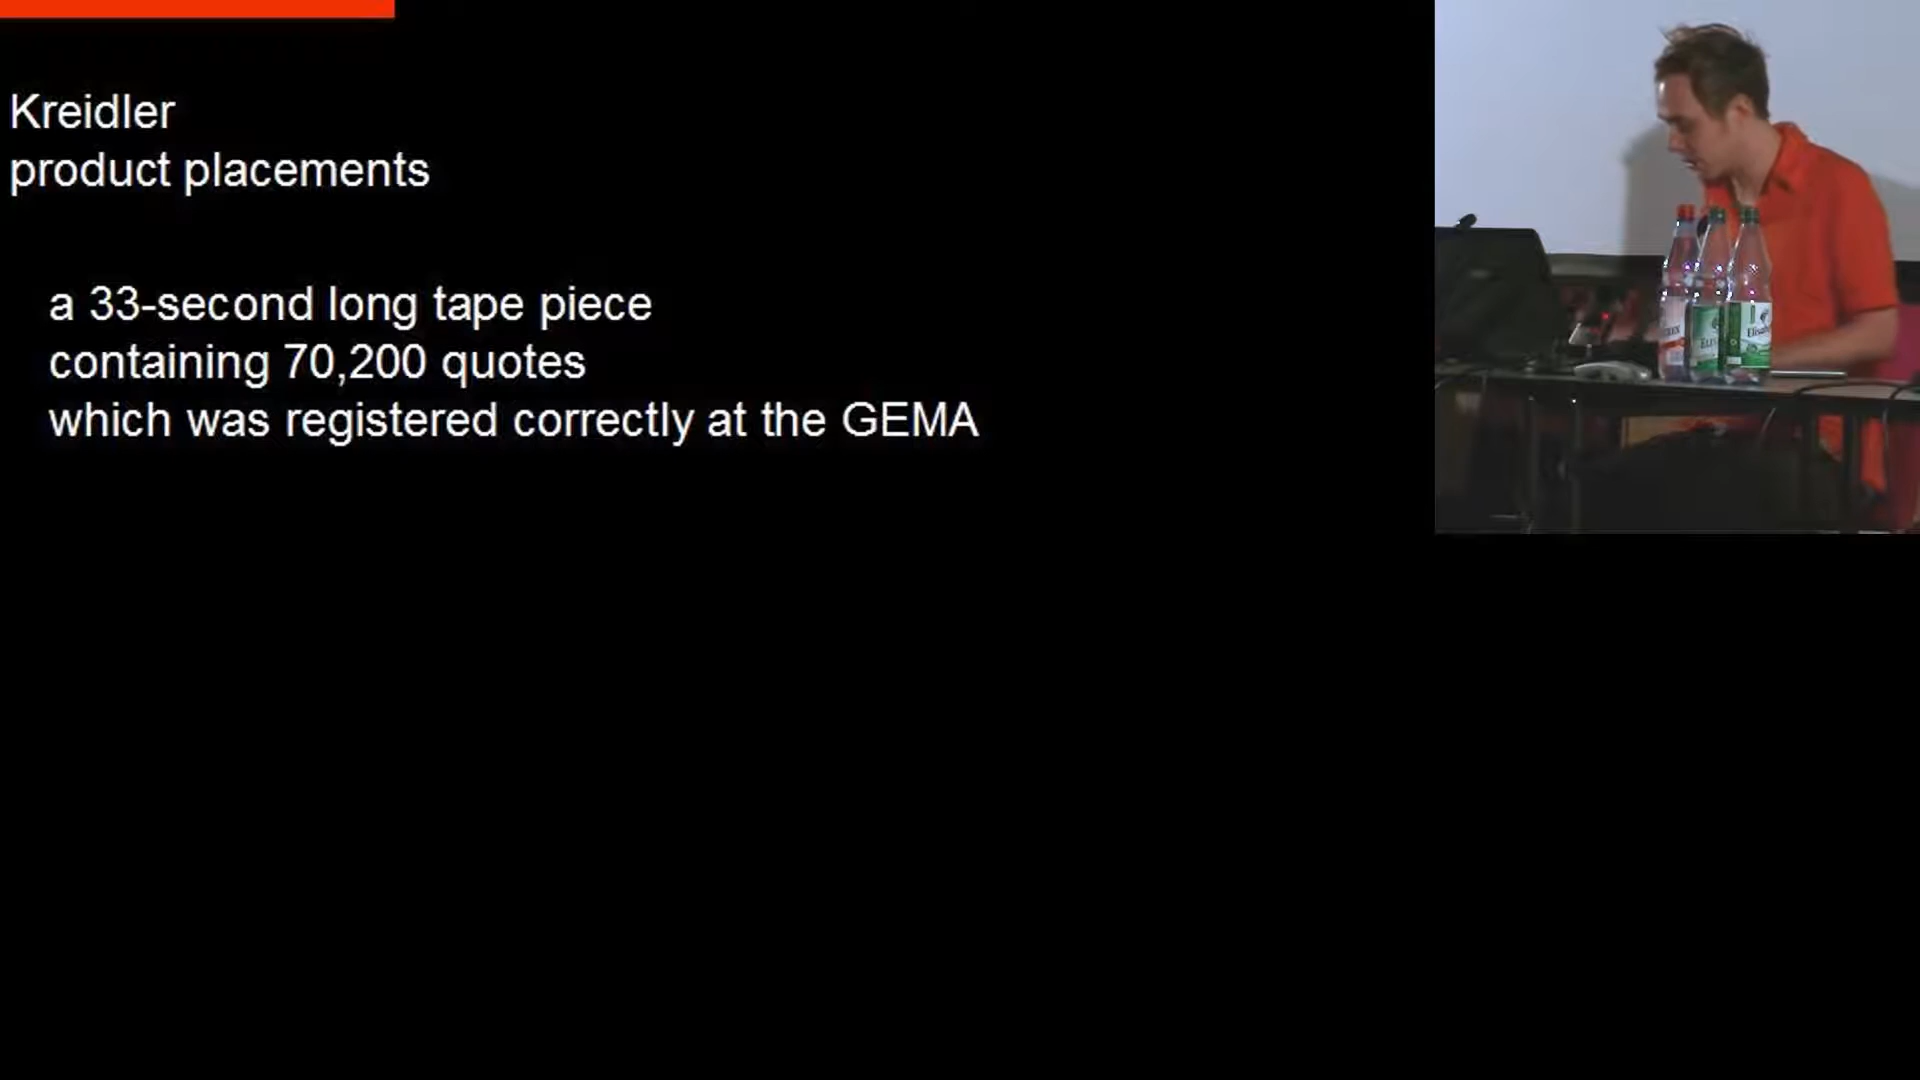 Kreidler
product placements
a 33-second long tape piece
containing 70,200 quotes
which was registered correctly at the GEMA